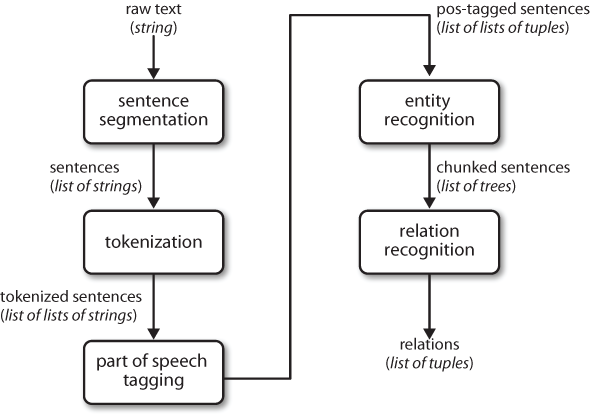 raw text
(string)
sentence
segmentation
sentences
(list of strings)
tokenization
tokenized sentences
(list of lists of strings)
part of speech
tagging
pos-tagged sentences
(list of lists of tuples)
entity
recognition
chunked sentences
(list of trees)
relation
recognition
relations
(list of tuples)